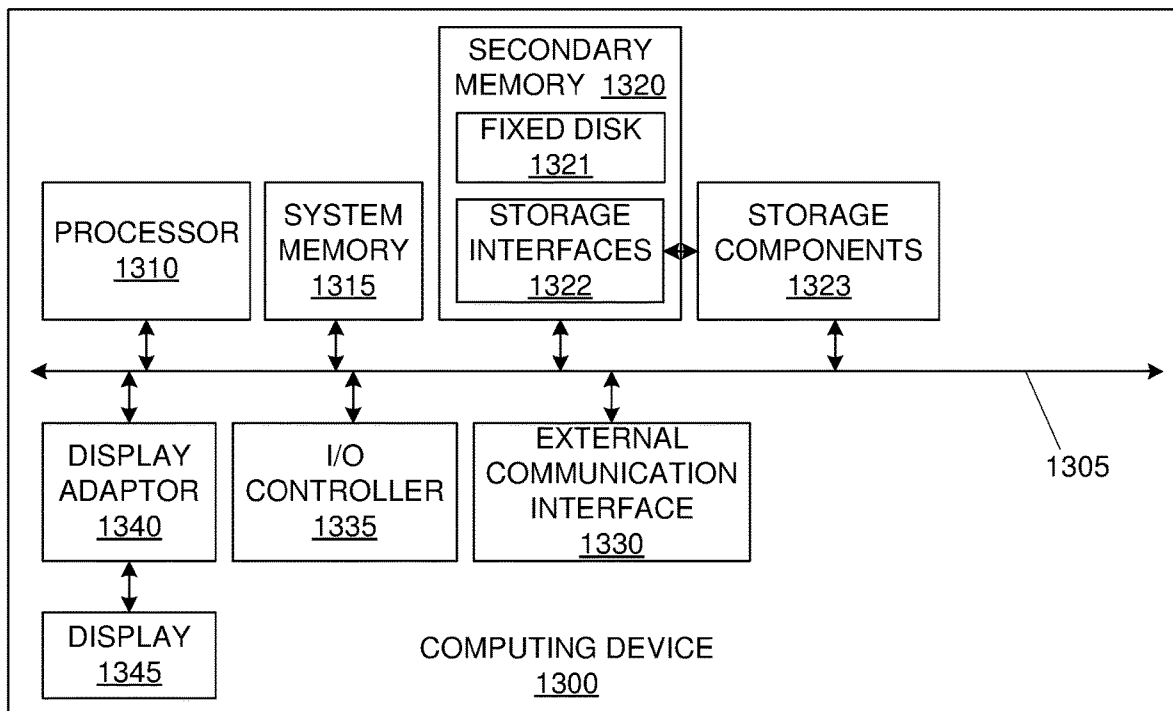 SECONDARY
MEMORY 1320
FIXED DISK
1321
STORAGE
INTERFACES
1322
PROCESSOR
1310
SYSTEM
MEMORY
1315
STORAGE
COMPONENTS
1323
1305
DISPLAY
ADAPTOR
1340
I/O
CONTROLLER
1335
EXTERNAL
COMMUNICATION
INTERFACE
1330
DISPLAY
1345
COMPUTING DEVICE
1300